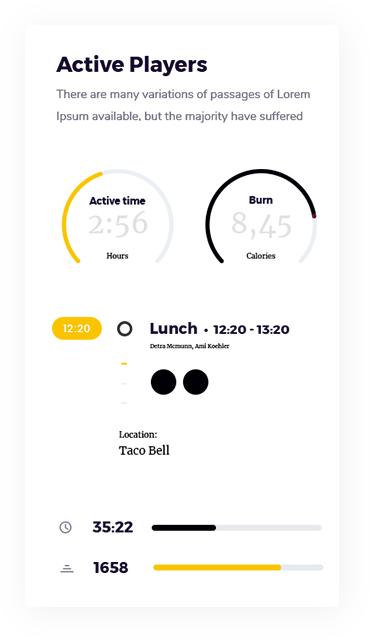 Active Players
There are many variations of passages of Lorem
Ipsum available, but the majority have suffered
Active time
2:56
Hours
Burn
8,45
Calories
12:20
Lunch • 12:20 - 13:20
Detra Mcmunn, Ami Koehler
Location:
Taco Bell
35:22
1658